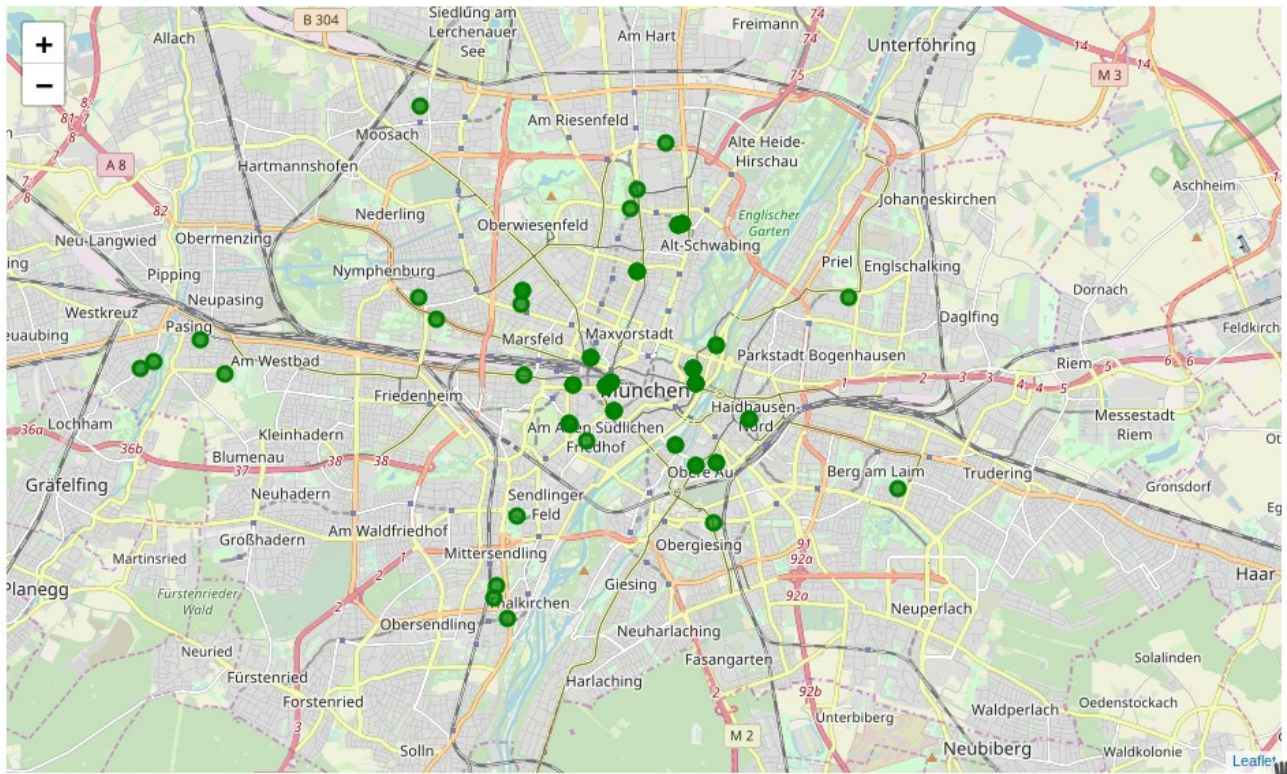 +
−
B 304
Siedlung am
Lerchenauer
See
Allach
Am Hart
Freimann
74
74
Unterföhring
14
14
M 3
75
Am Riesenfeld
Moosach
Alte Heide-
Hirschau
A 8
8
81
7
8
7
8
Hartmannshofen
Aschheim
82
Nederling
Johanneskirchen
Neu-Langwied
Obermenzing
Oberwiesenfeld
Englischer
Garten
Alt-Schwabing
ing
Pipping
Nymphenburg
Priel
Englschalking
Neupasing
Dornach
Westkreuz
Pasing
Daglfing
Feldkirch
euaubing
Marsfeld
Maxvorstadt
Am Westbad
Parkstadt Bogenhausen
Riem
6
6
Friedenheim
München
1
2
3
3
4
4
5
5
Haidhausen-
Nord
Messestadt
Riem
Lochham
36a
36b
Am Alten Südlichen
Friedhof
Kleinhadern
Blumenau
37
38
38
Ot
Gräfelfing
Obere Au
Berg am Laim
Trudering
Gronsdorf
Neuhadern
Sendlinger
Feld
Eg
Am Waldfriedhof
Großhadern
Mittersendling
Obergiesing
91
92a
92a
Martinsried
1
2
2
Planegg
Fürstenrieder
Wald
Giesing
Haar
Thalkirchen
Obersendling
Neuperlach
Neuharlaching
Neuried
Fasangarten
Solalinden
Fürstenried
Harlaching
2
92b
Forstenried
3
Unterbiberg
Waldperlach
Oedenstockach
M 2
Solln
Neubiberg
Waldkolonie
Leaflet